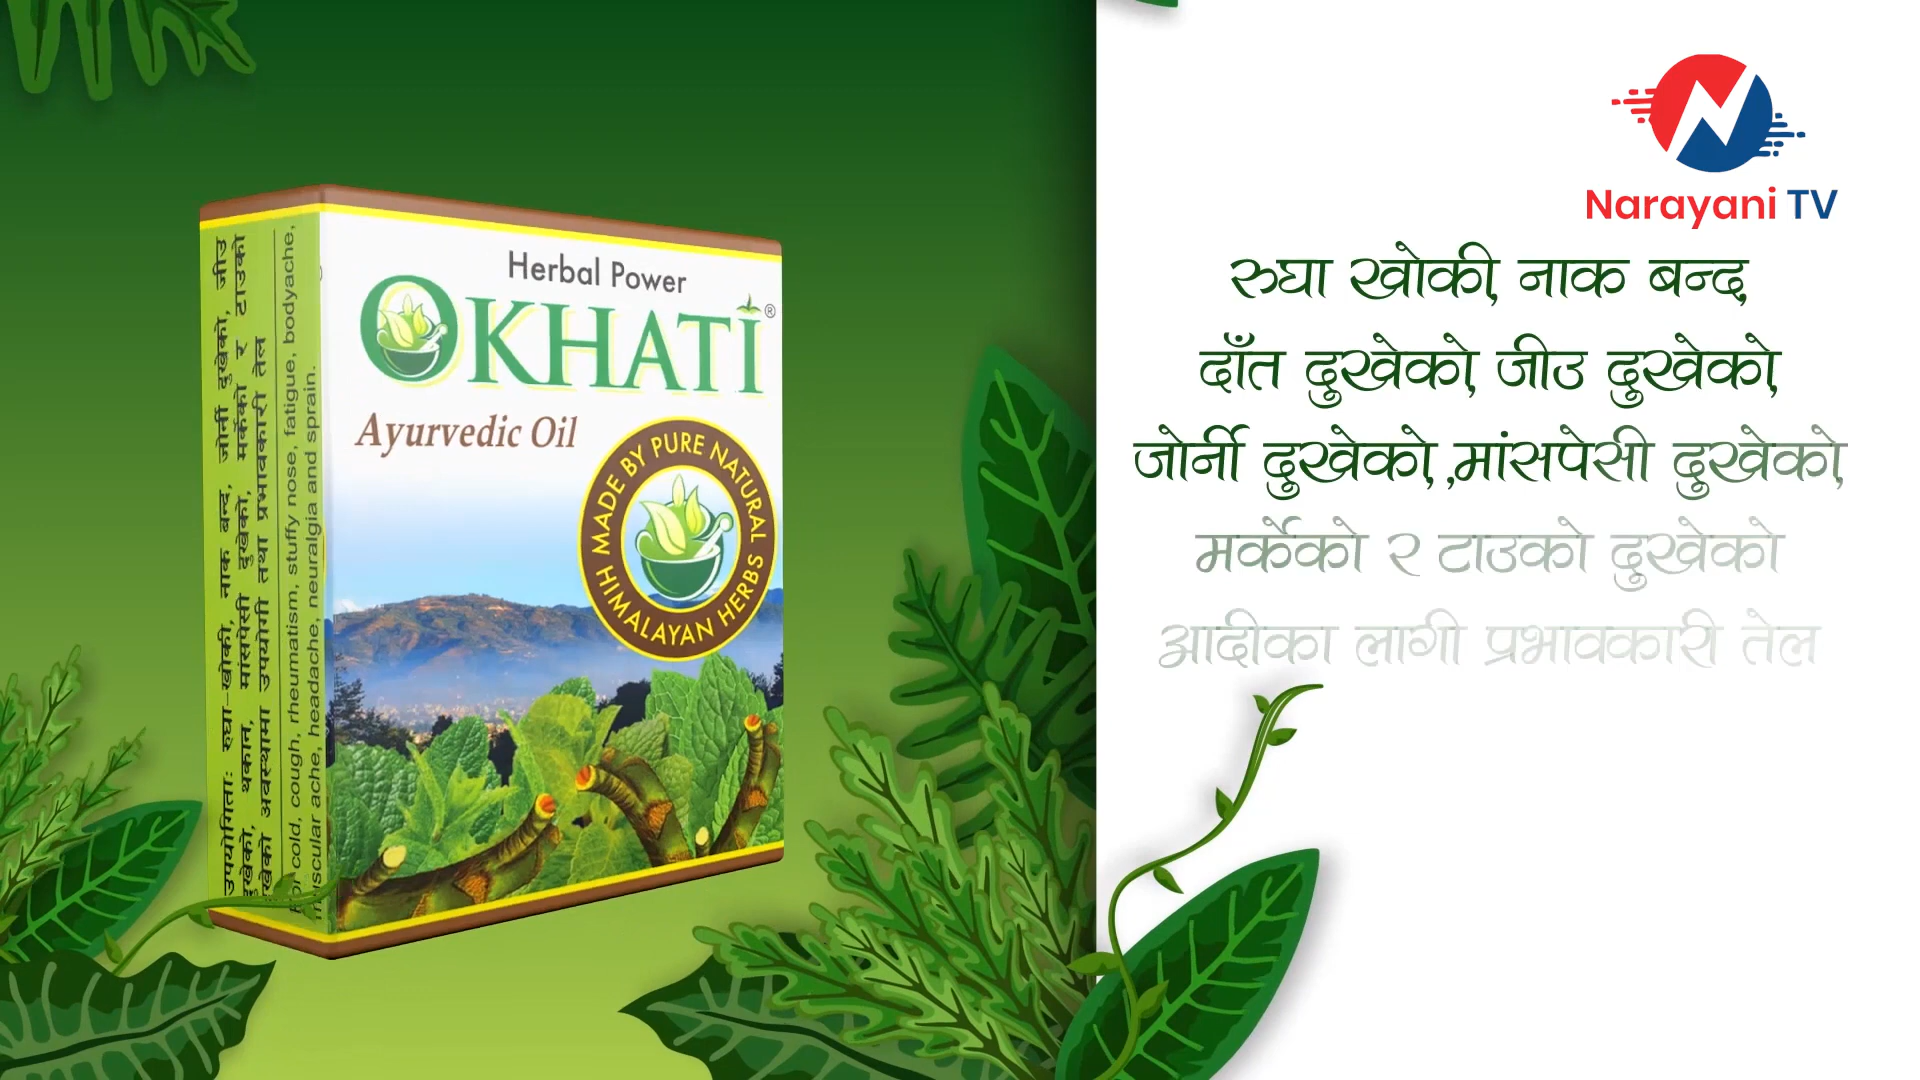 Herbal Power
OKHATI®
Ayurvedic Oil
MADE BY PURE NATURAL HIMALAYAN HERBS
उपयोगिताः रुघा-खोकी, नाक बन्द, जोर्नी दुखेको, जीउ
दुखेको, थकान, मांसपेसी दुखेको, मर्केको र टाउको
दुखेको अवस्थामा उपयोगी तथा प्रभावकारी तेल
For cold, cough, rheumatism, stuffy nose, fatigue, bodyache,
muscular ache, headache, neuralgia and sprain.
Narayani TV
रुघा खोकी, नाक बन्द,
दाँत दुखेको, जीउ दुखेको,
जोर्नी दुखेको, ,मांसपेसी दुखेको,
मर्केको र टाउको दुखेको
आदीका लागी प्रभावकारी तेल